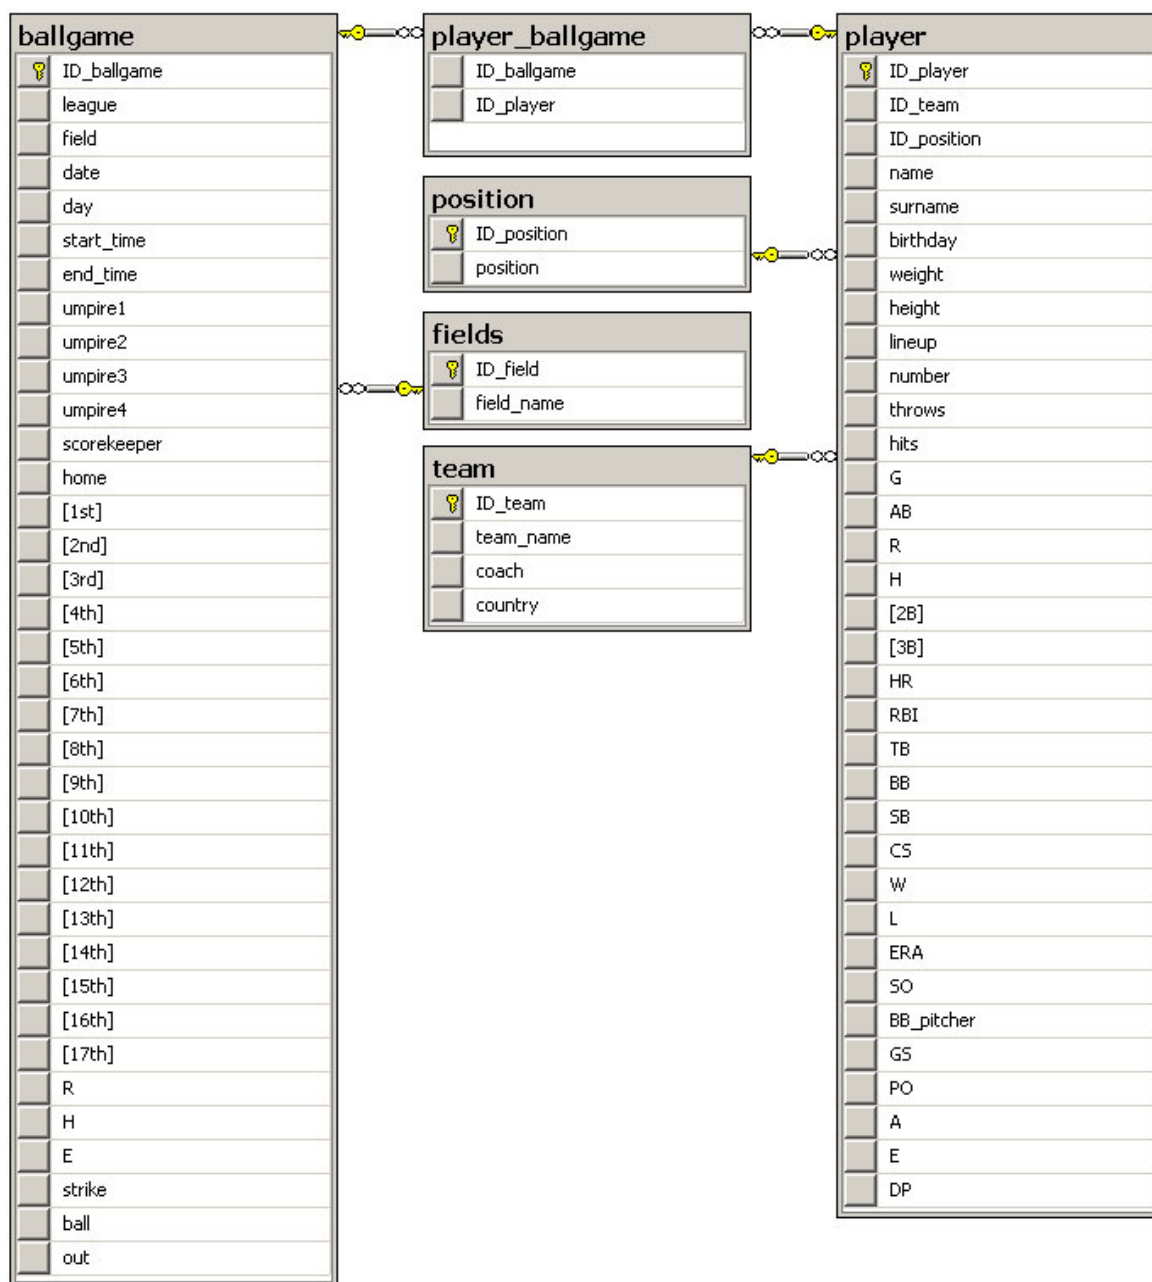 ballgame
ID_ballgame
league
field
date
day
start_time
end_time
umpire1
umpire2
umpire3
umpire4
scorekeeper
home
[1st]
[2nd]
[3rd]
[4th]
[5th]
[6th]
[7th]
[8th]
[9th]
[10th]
[11th]
[12th]
[13th]
[14th]
[15th]
[16th]
[17th]
R
H
E
strike
ball
out
player_ballgame
ID_ballgame
ID_player
position
ID_position
position
fields
ID_field
field_name
team
ID_team
team_name
coach
country
player
ID_player
ID_team
ID_position
name
surname
birthday
weight
height
lineup
number
throws
hits
G
AB
R
H
[2B]
[3B]
HR
RBI
TB
BB
SB
CS
W
L
ERA
SO
BB_pitcher
GS
PO
A
E
DP